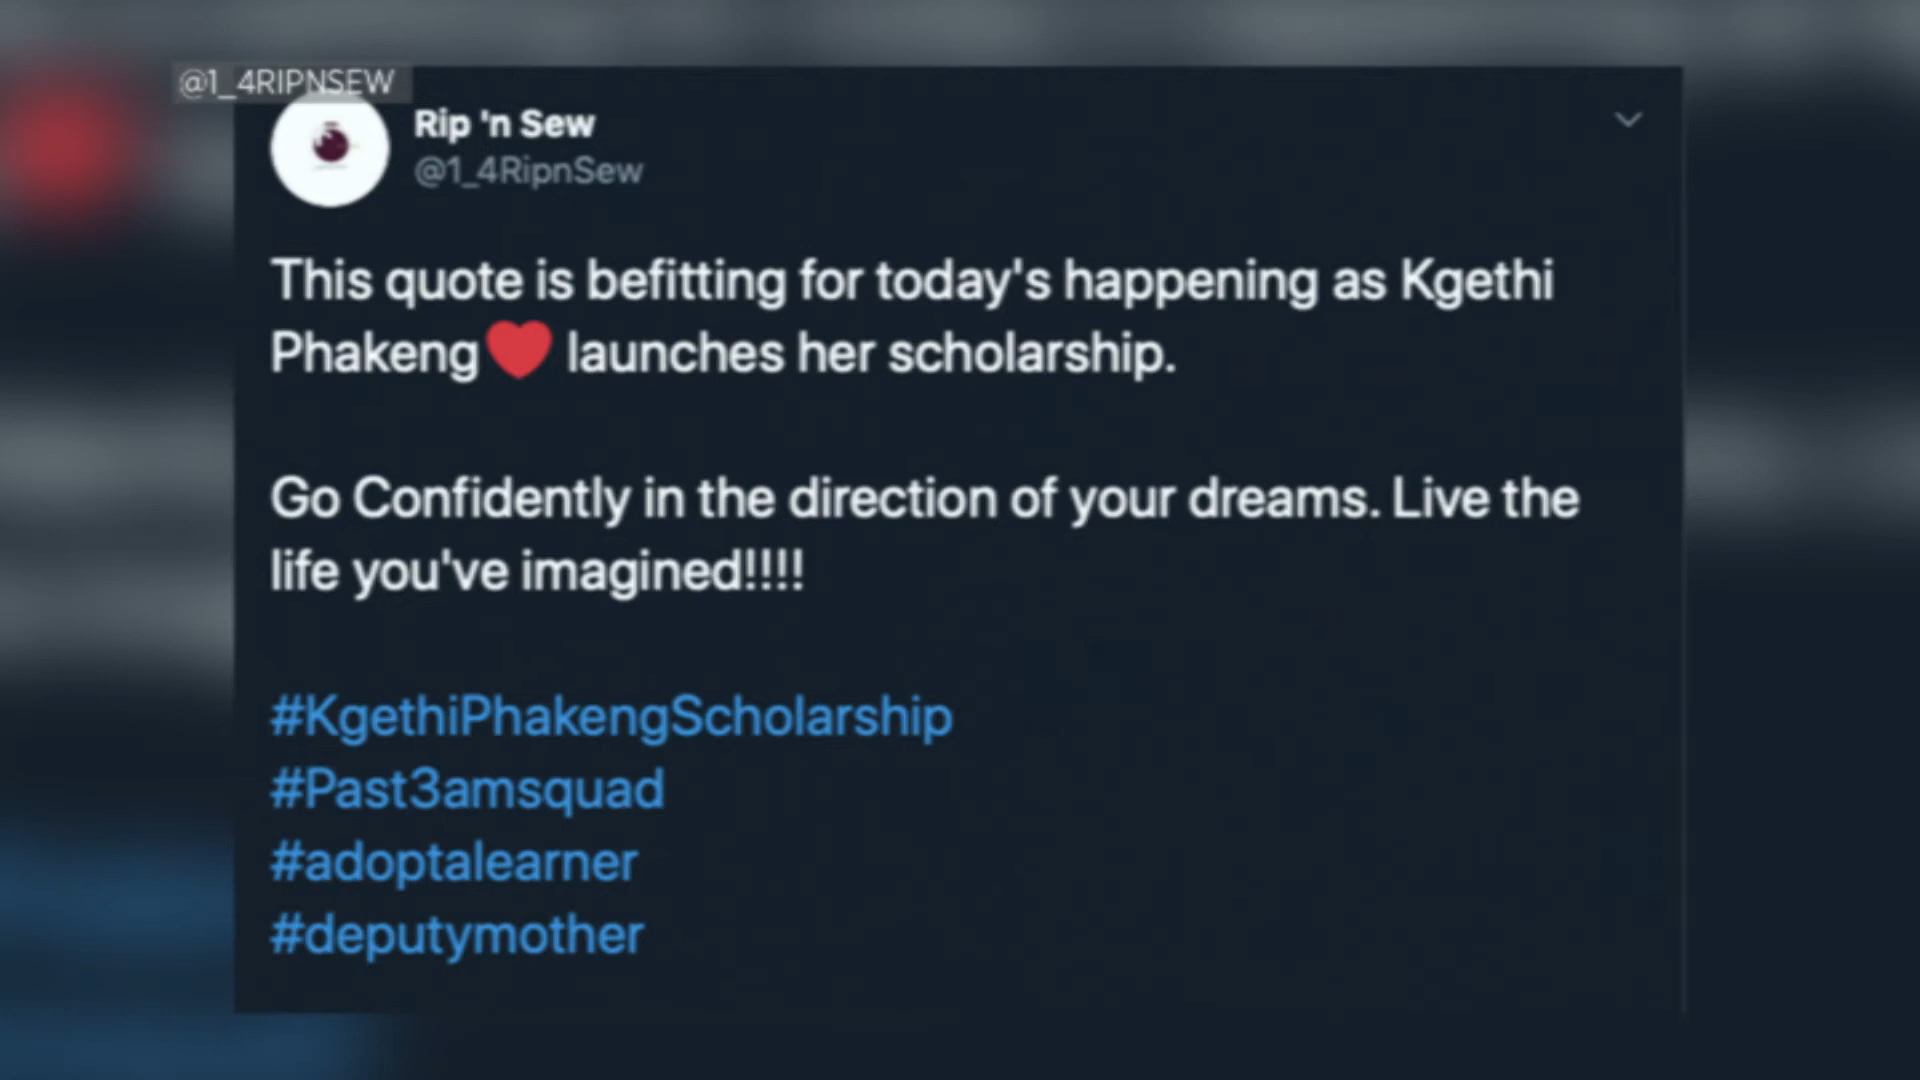 @1_4RIPNSEW
Rip 'n Sew
@1_4RipnSew
This quote is befitting for today's happening as Kgethi
Phakeng❤️ launches her scholarship.
Go Confidently in the direction of your dreams. Live the
life you've imagined!!!!
#KgethiPhakengScholarship
#Past3amsquad
#adoptalearner
#deputymother